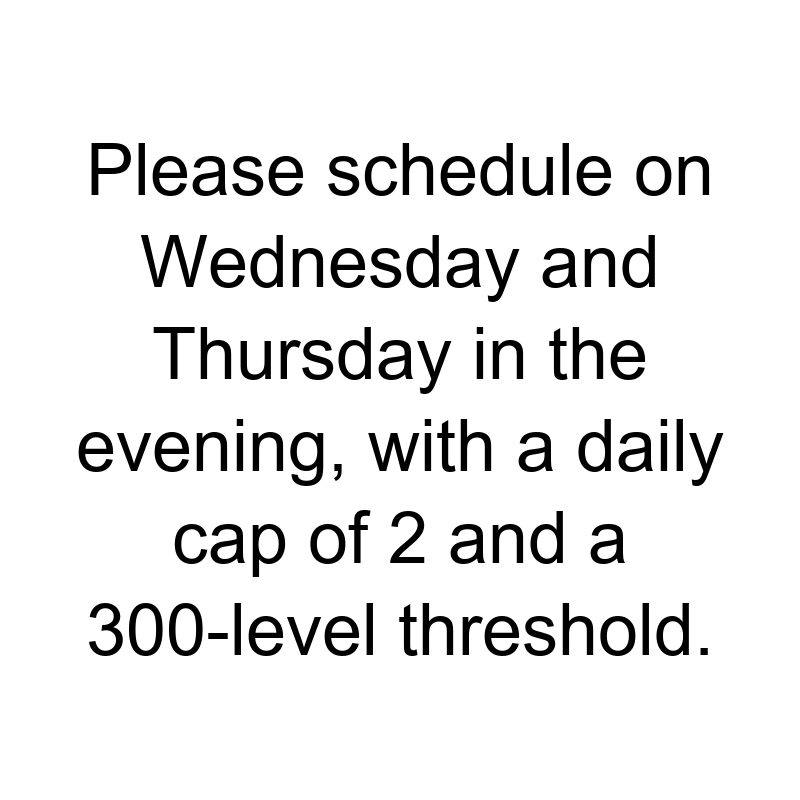 Please schedule on
Wednesday and
Thursday in the
evening, with a daily
cap of 2 and a
300-level threshold.